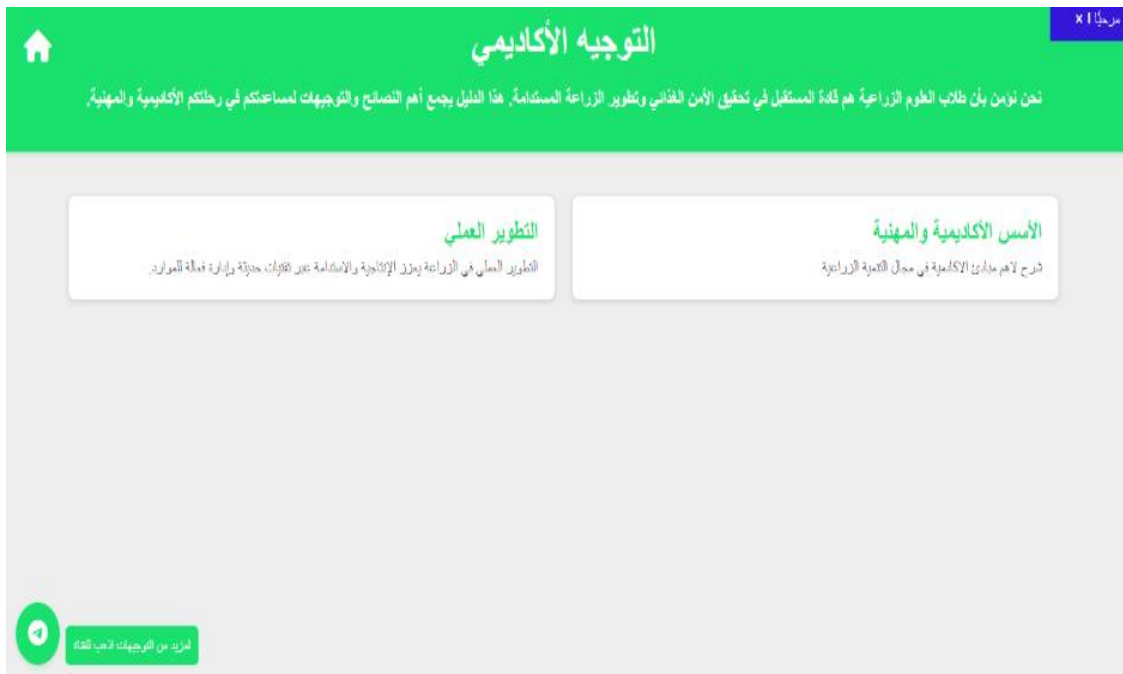 مرحبًا ! ×
التوجيه الأكاديمي
نحن نؤمن بأن طلاب العلوم الزراعية هم قادة المستقبل في تحقيق الأمن الغذائي وتطوير الزراعة المستدامة. هذا الدليل يجمع أهم النصائح والتوجيهات لمساعدتكم في رحلتكم الأكاديمية والمهنية.
الأسس الأكاديمية والمهنية
شرح لاهم مبادئ الاكادمية في مجال التنمية الزراعية
التطوير العملي
التطوير العملي في الزراعة يعزز الإنتاجية والاستدامة عبر تقنيات حديثة وإدارة فعالة للموارد.
لمزيد من التوجيهات اذهب للقناة